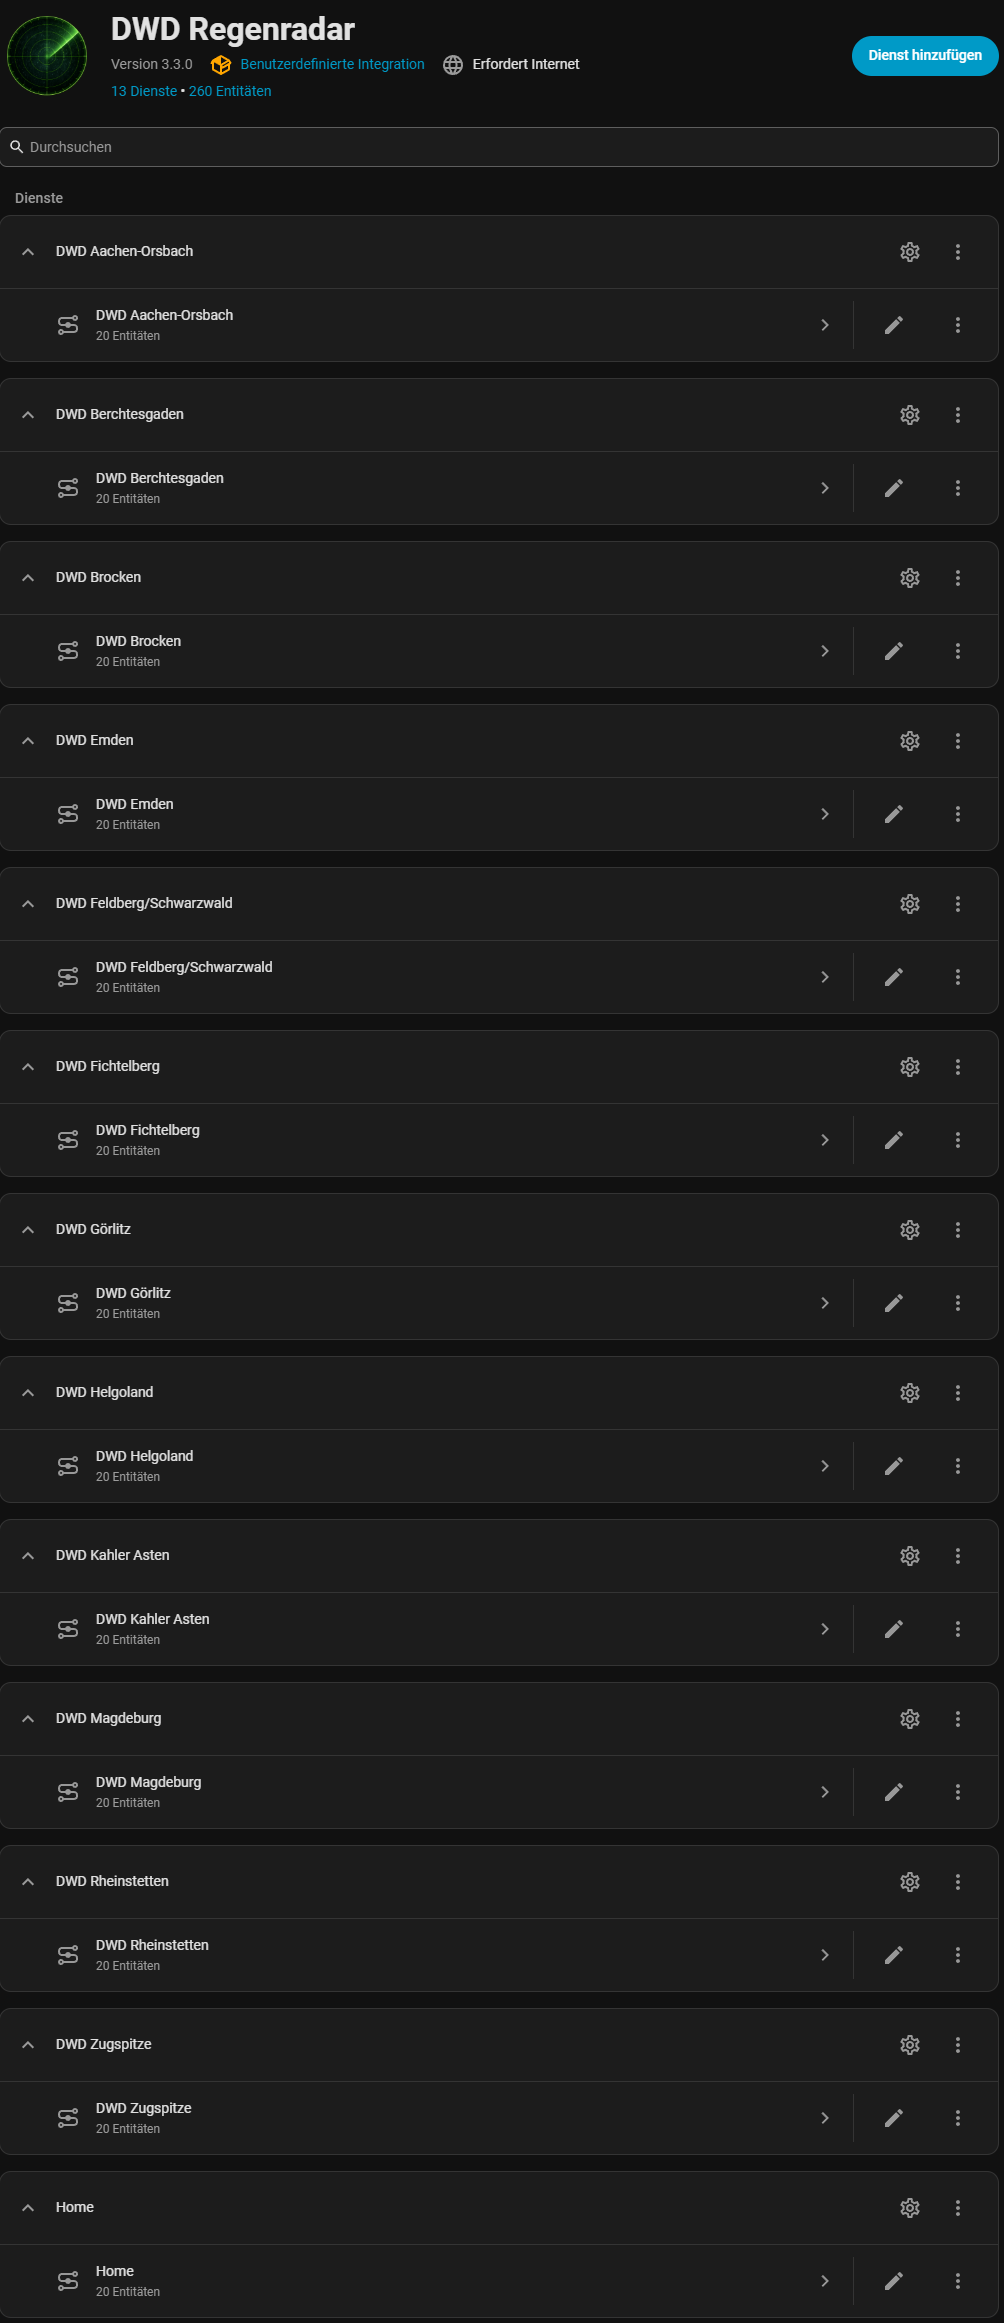 DWD Regenradar
Version 3.3.0 Benutzerdefinierte Integration Erfordert Internet
Dienst hinzufügen
13 Dienste • 260 Entitäten
Durchsuchen
Dienste
DWD Aachen-Orsbach
DWD Aachen-Orsbach
20 Entitäten
DWD Berchtesgaden
DWD Berchtesgaden
20 Entitäten
DWD Brocken
DWD Brocken
20 Entitäten
DWD Emden
DWD Emden
20 Entitäten
DWD Feldberg/Schwarzwald
DWD Feldberg/Schwarzwald
20 Entitäten
DWD Fichtelberg
DWD Fichtelberg
20 Entitäten
DWD Görlitz
DWD Görlitz
20 Entitäten
DWD Helgoland
DWD Helgoland
20 Entitäten
DWD Kahler Asten
DWD Kahler Asten
20 Entitäten
DWD Magdeburg
DWD Magdeburg
20 Entitäten
DWD Rheinstetten
DWD Rheinstetten
20 Entitäten
DWD Zugspitze
DWD Zugspitze
20 Entitäten
Home
Home
20 Entitäten